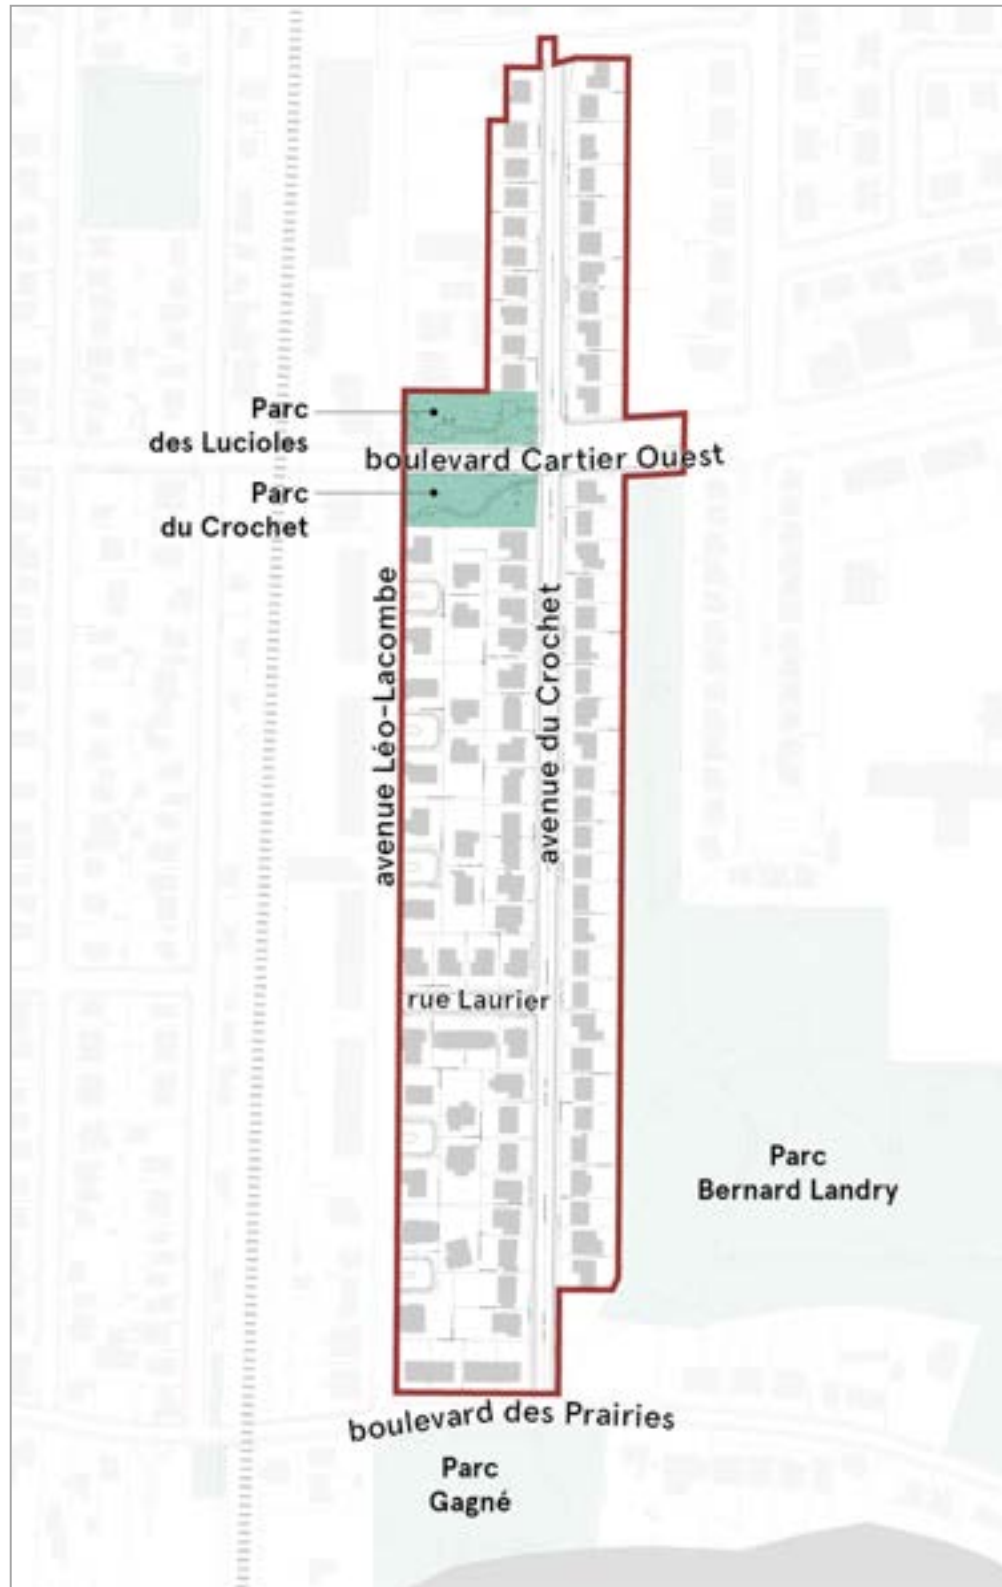 Parc
des Lucioles
boulevard Cartier Ouest
Parc
du Crochet
avenue Léo-Lacombe
avenue du Crochet
rue Laurier
Parc
Bernard Landry
boulevard des Prairies
Parc
Gagné